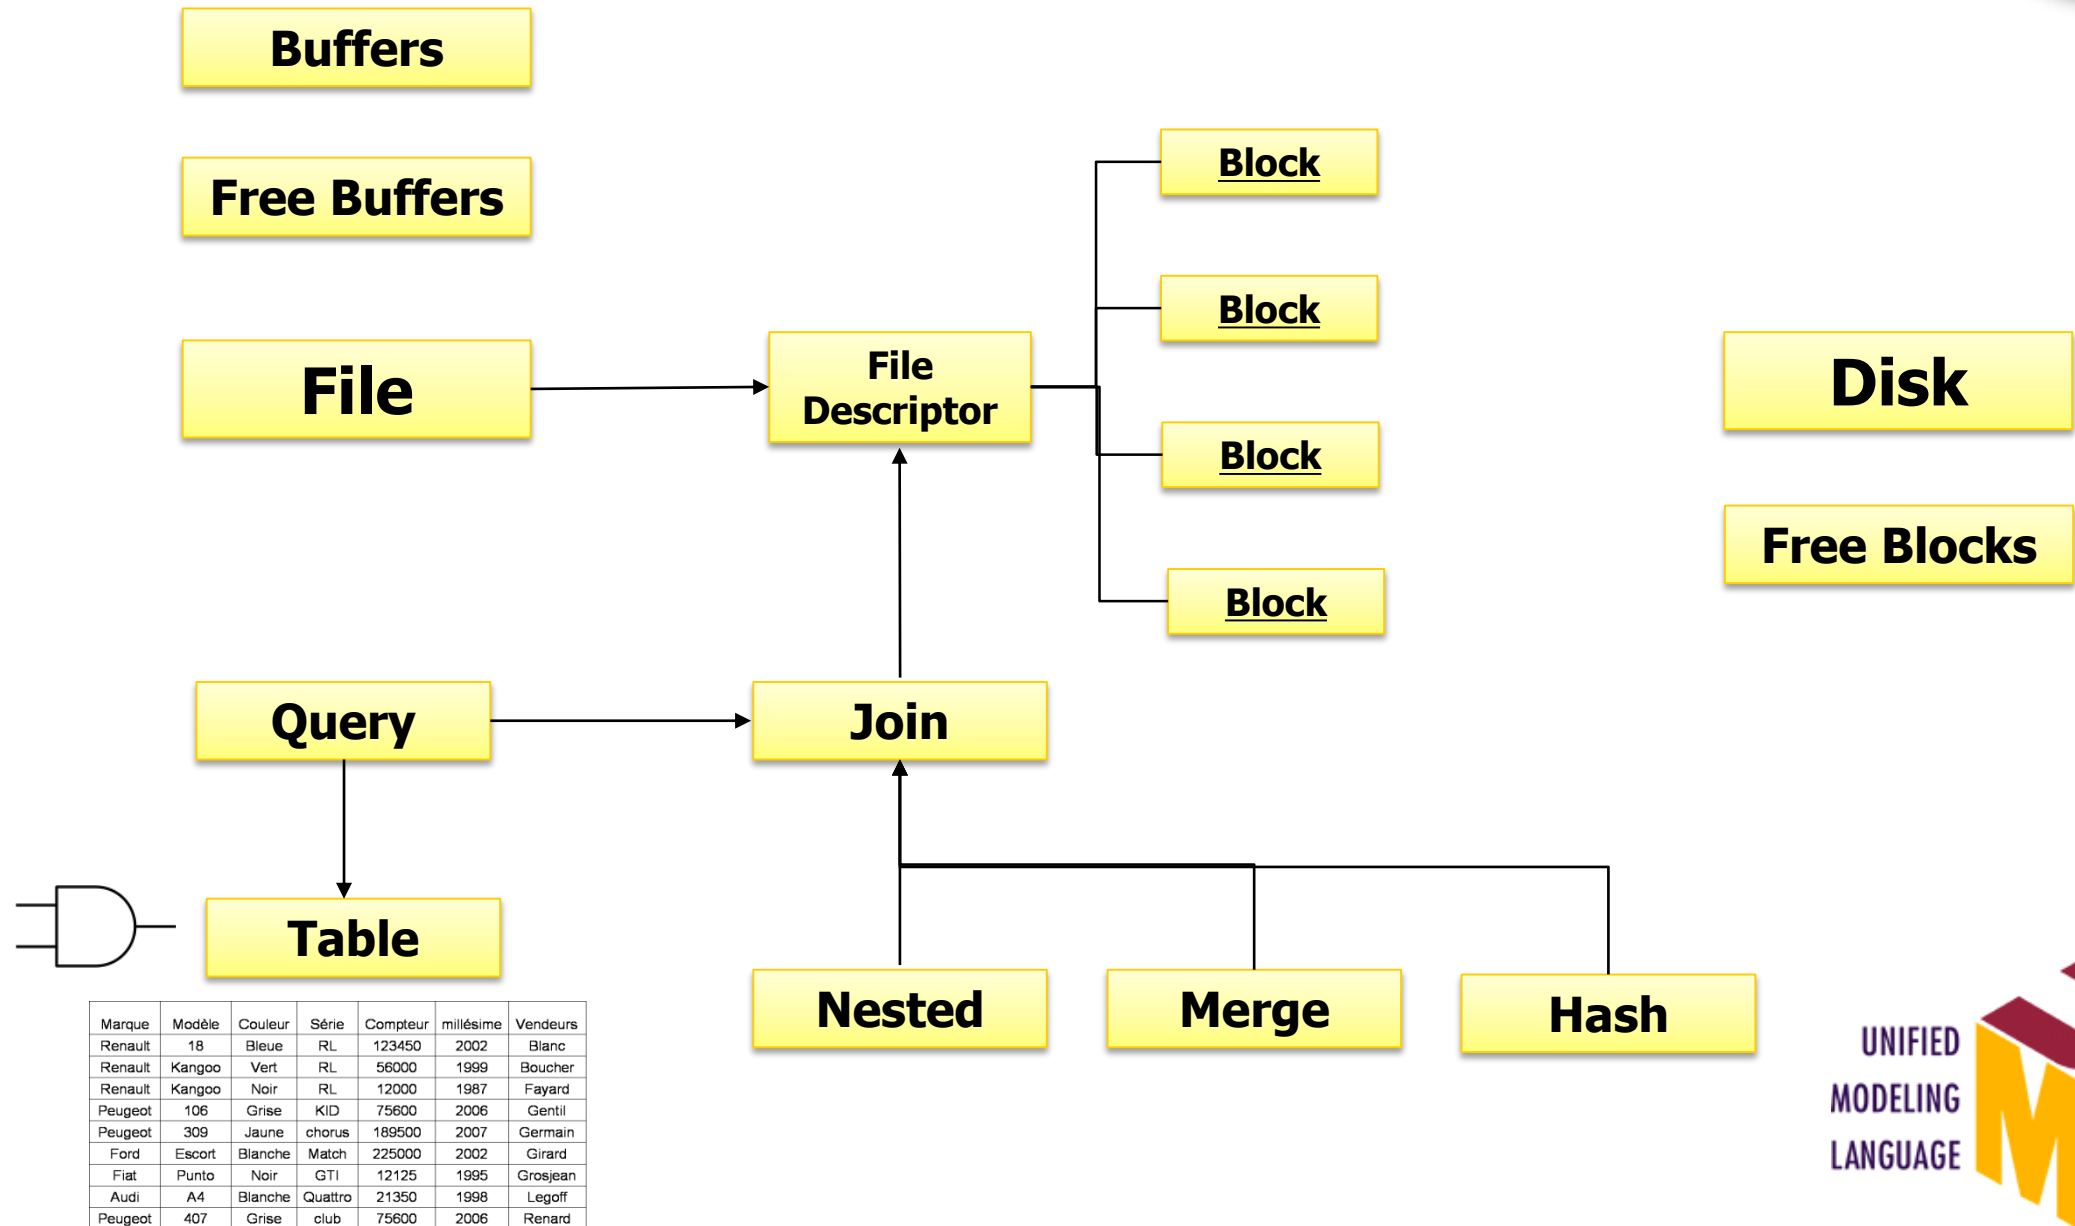 Buffers
Free Buffers
Block
Block
File
File
Descriptor
Disk
Block
Free Blocks
Block
Query
Join
Table
Nested
Merge
Hash
Marque Modèle Couleur Série Compteur millésime Vendeurs
Renault 18 Bleue RL 123450 2002 Blanc
Renault Kangoo Vert RL 56000 1999 Boucher
Renault Kangoo Noir RL 12000 1987 Fayard
Peugeot 106 Grise KID 75600 2006 Gentil
Peugeot 309 Jaune chorus 189500 2007 Germain
Ford Escort Blanche Match 225000 2002 Girard
Fiat Punto Noir GTI 12125 1995 Grosjean
Audi A4 Blanche Quattro 21350 1998 Legoff
Peugeot 407 Grise club 75600 2006 Renard
UNIFIED
MODELING
LANGUAGE